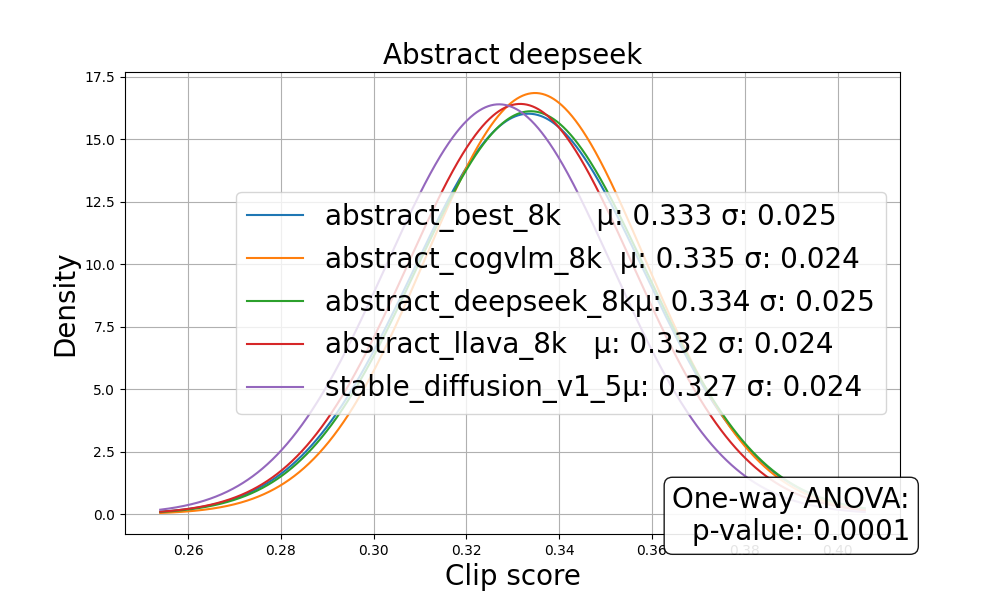 Abstract deepseek
17.5
15.0
12.5
10.0
7.5
5.0
2.5
0.0
Density
abstract_best_8k μ: 0.333 σ: 0.025
abstract_cogvlm_8k μ: 0.335 σ: 0.024
abstract_deepseek_8kμ: 0.334 σ: 0.025
abstract_llava_8k μ: 0.332 σ: 0.024
stable_diffusion_v1_5μ: 0.327 σ: 0.024
One-way ANOVA:
p-value: 0.0001
0.26 0.28 0.30 0.32 0.34 0.36 0.38 0.40
Clip score